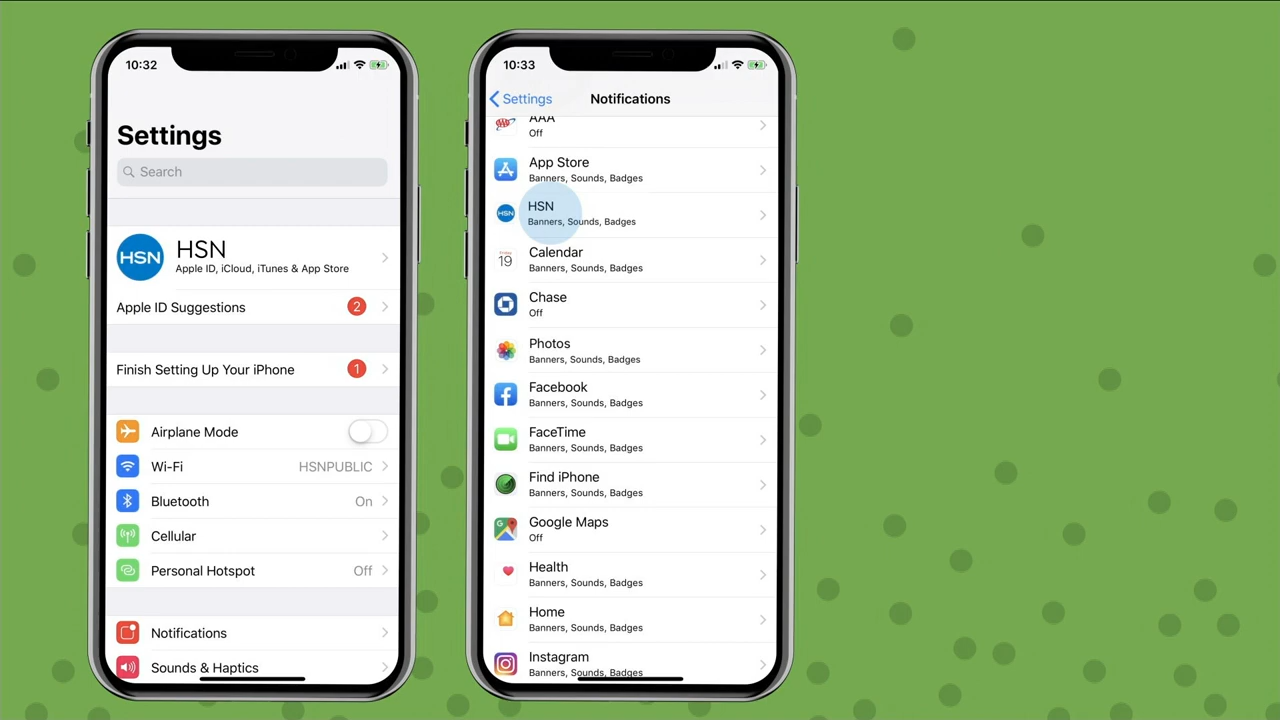 10:32
Settings
Search
HSN
HSN
Apple ID, iCloud, iTunes & App Store
Apple ID Suggestions
2
Finish Setting Up Your iPhone
1
Airplane Mode
Wi-Fi
HSNPUBLIC
Bluetooth
On
Cellular
Personal Hotspot
Off
Notifications
Sounds & Haptics
10:33
Settings
Notifications
AAA
Off
App Store
Banners, Sounds, Badges
HSN
HSN
Banners, Sounds, Badges
19
Calendar
Banners, Sounds, Badges
Chase
Off
Photos
Banners, Sounds, Badges
Facebook
Banners, Sounds, Badges
FaceTime
Banners, Sounds, Badges
Find iPhone
Banners, Sounds, Badges
G
Google Maps
Off
Health
Banners, Sounds, Badges
Home
Banners, Sounds, Badges
Instagram
Banners, Sounds, Badges